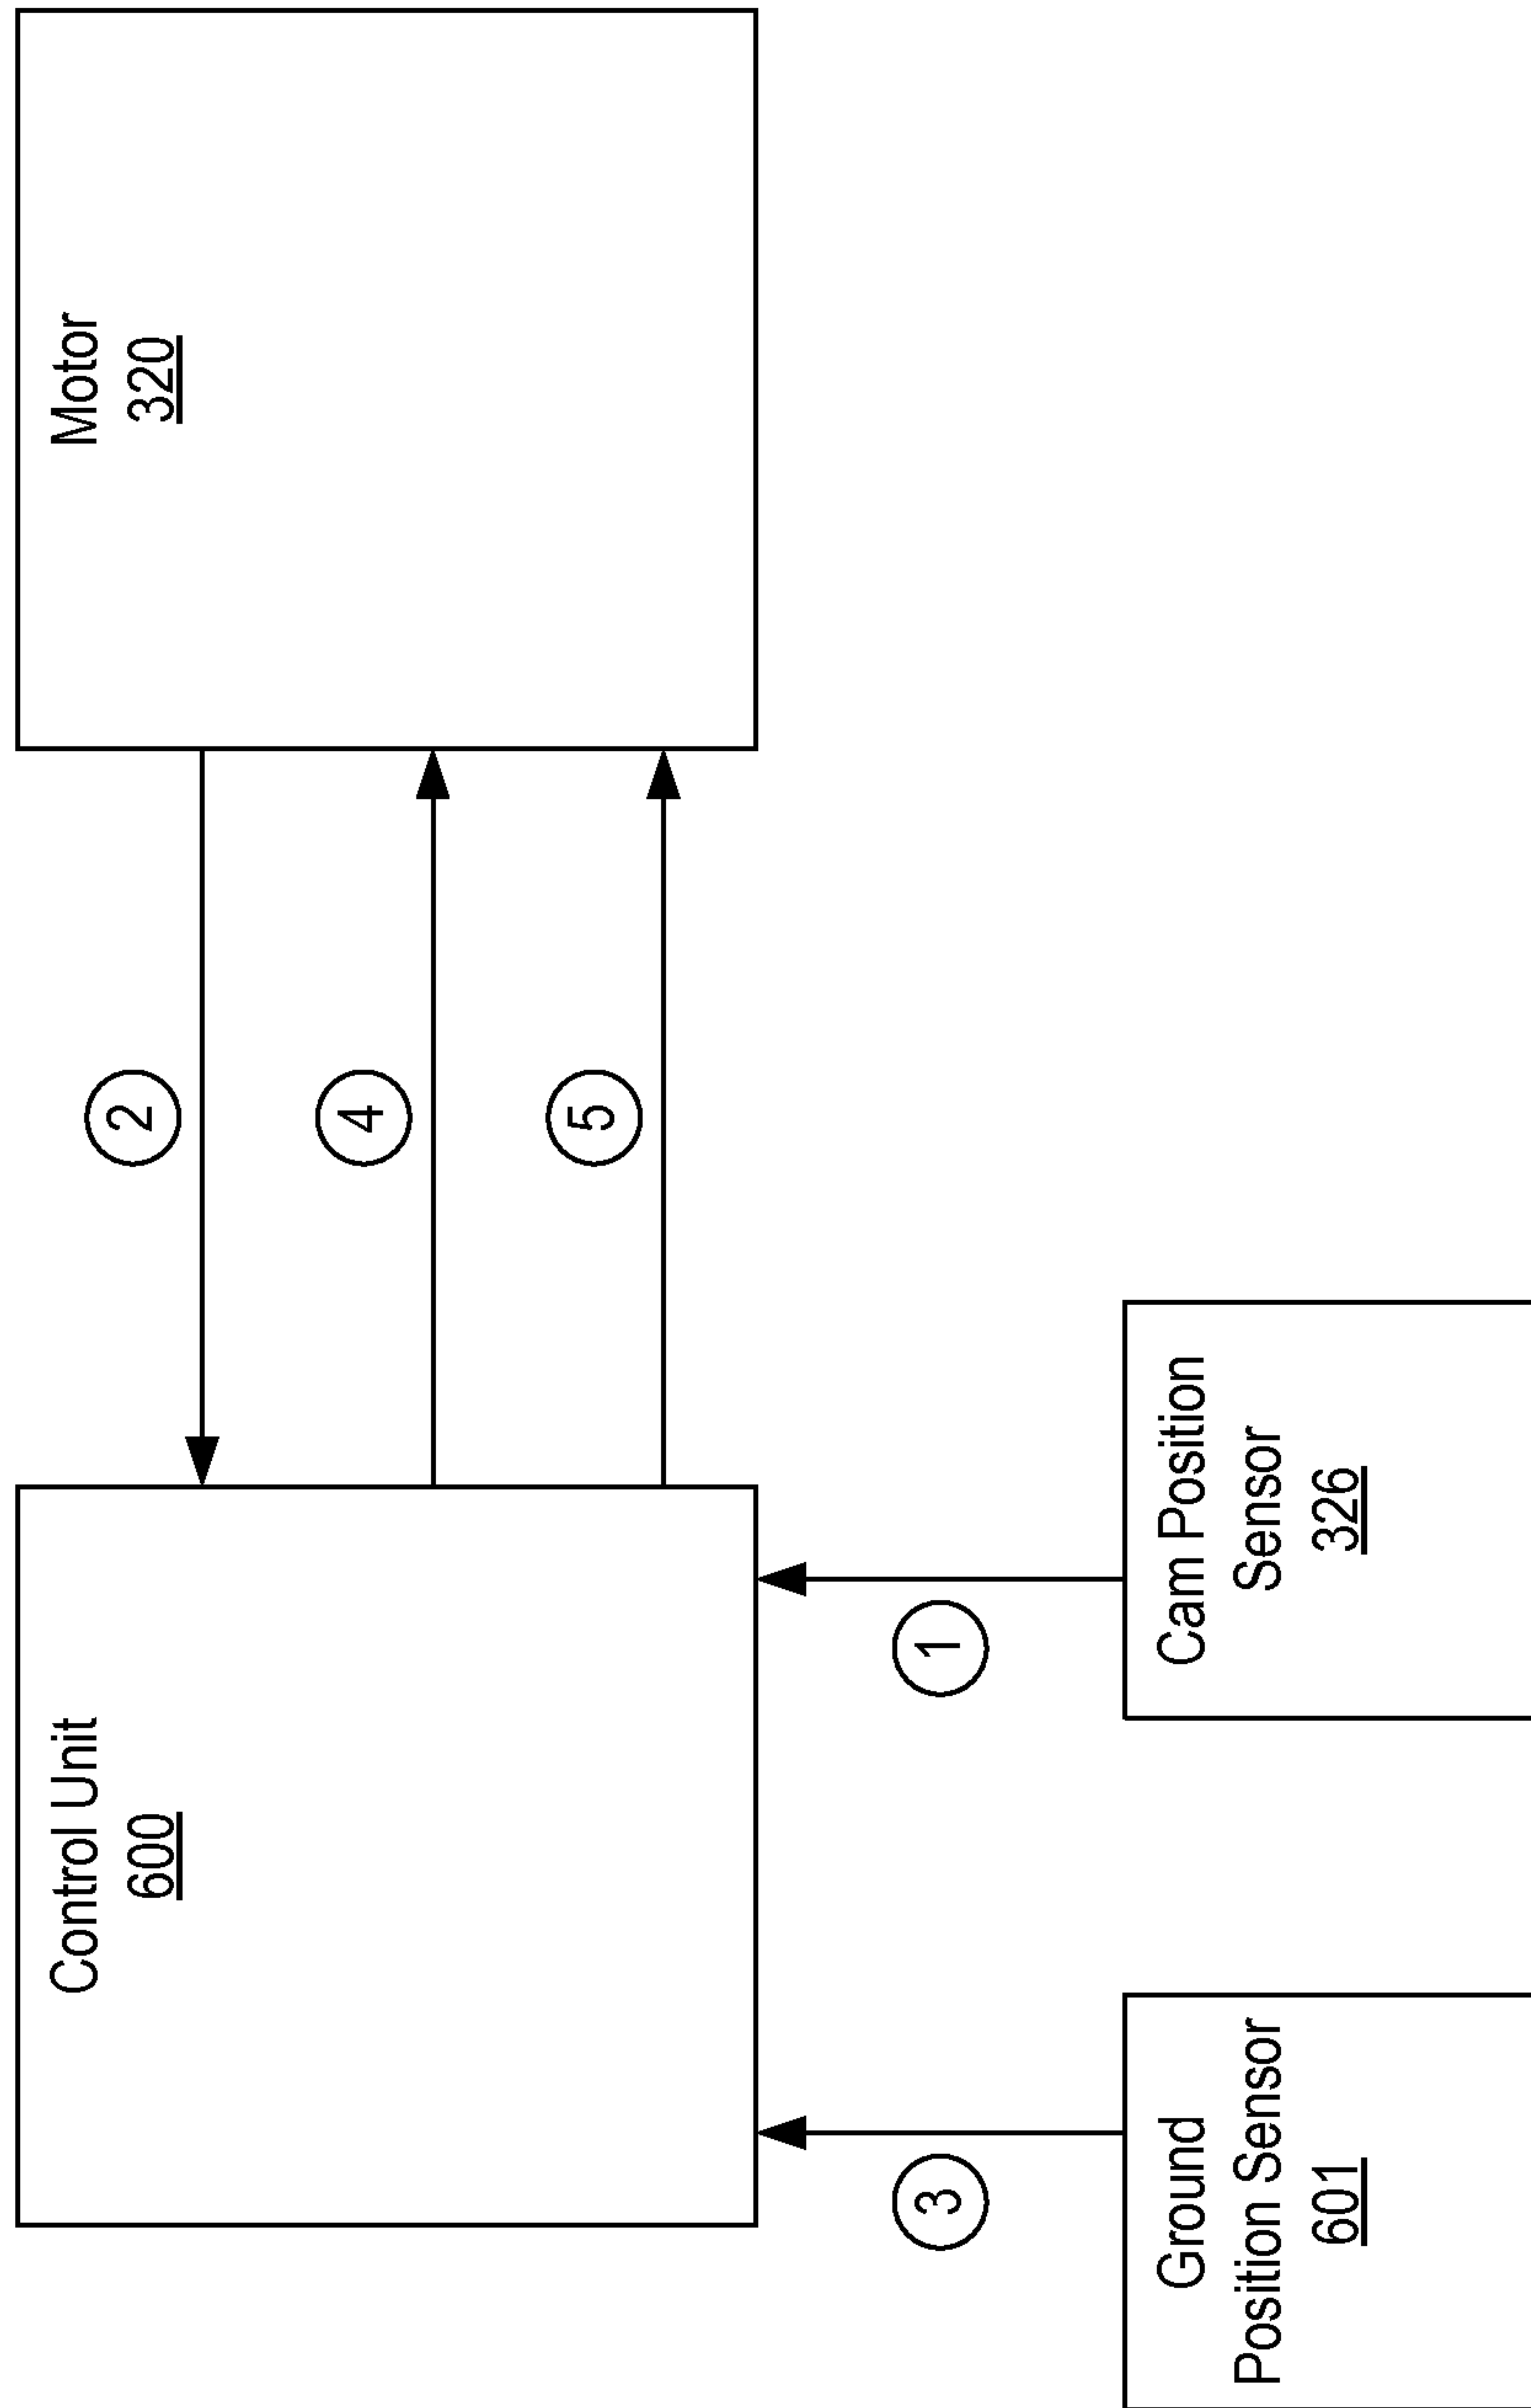 Control Unit
600
Motor
320
2
4
5
3
1
Ground
Position Sensor
601
Cam Position
Sensor
326